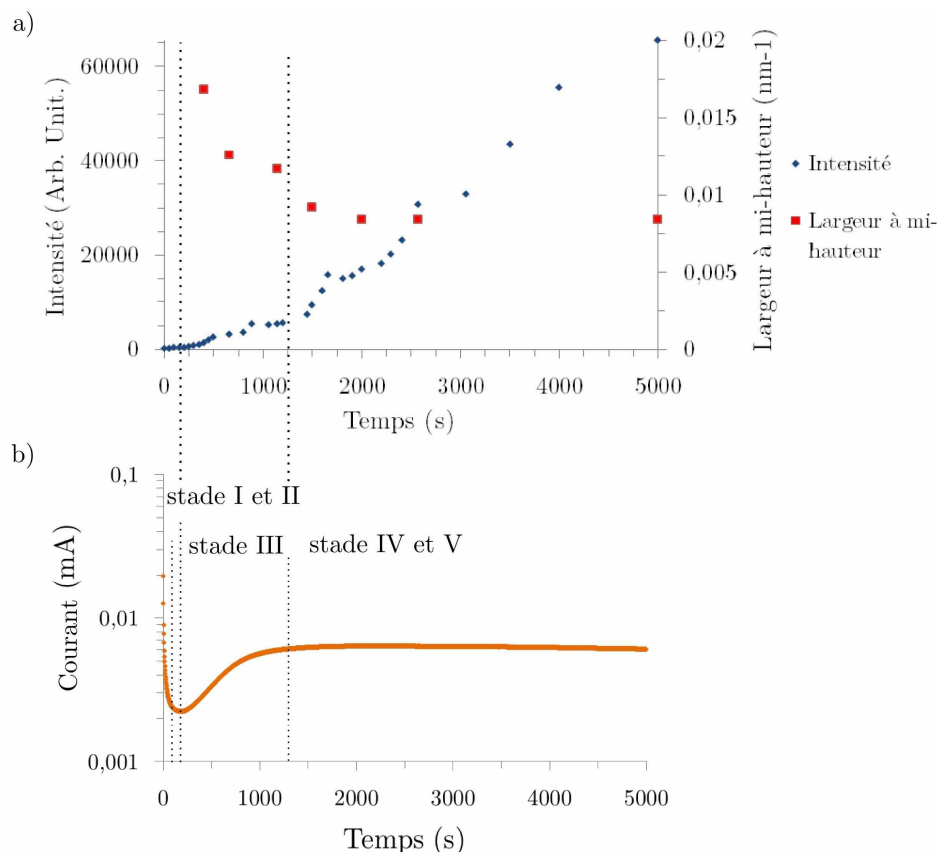 a)
Intensité (Arb. Unit.)
60000
40000
20000
0
0,02
0,015
0,01
0,005
0
Largeur à mi-hauteur (nm-1)
0 1000 2000 3000 4000 5000
Temps (s)
Intensité
Largeur à mi-
hauteur
b)
Courant (mA)
0,1
0,01
0,001
stade I et II
stade III
stade IV et V
0 1000 2000 3000 4000 5000
Temps (s)